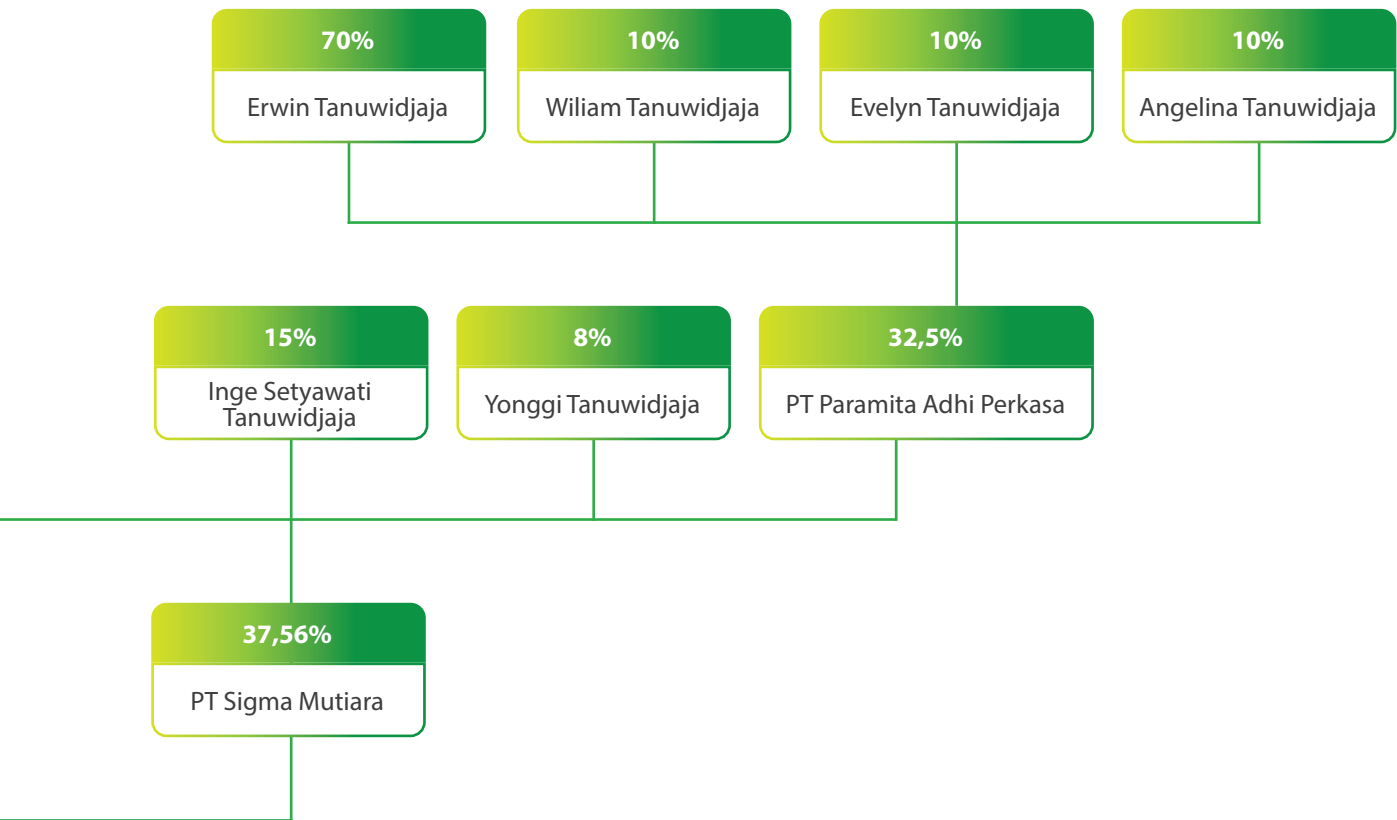 70%
Erwin Tanuwidjaja
10%
Wiliam Tanuwidjaja
10%
Evelyn Tanuwidjaja
10%
Angelina Tanuwidjaja
15%
Inge Setyawati
Tanuwidjaja
8%
Yonggi Tanuwidjaja
32,5%
PT Paramita Adhi Perkasa
37,56%
PT Sigma Mutiara